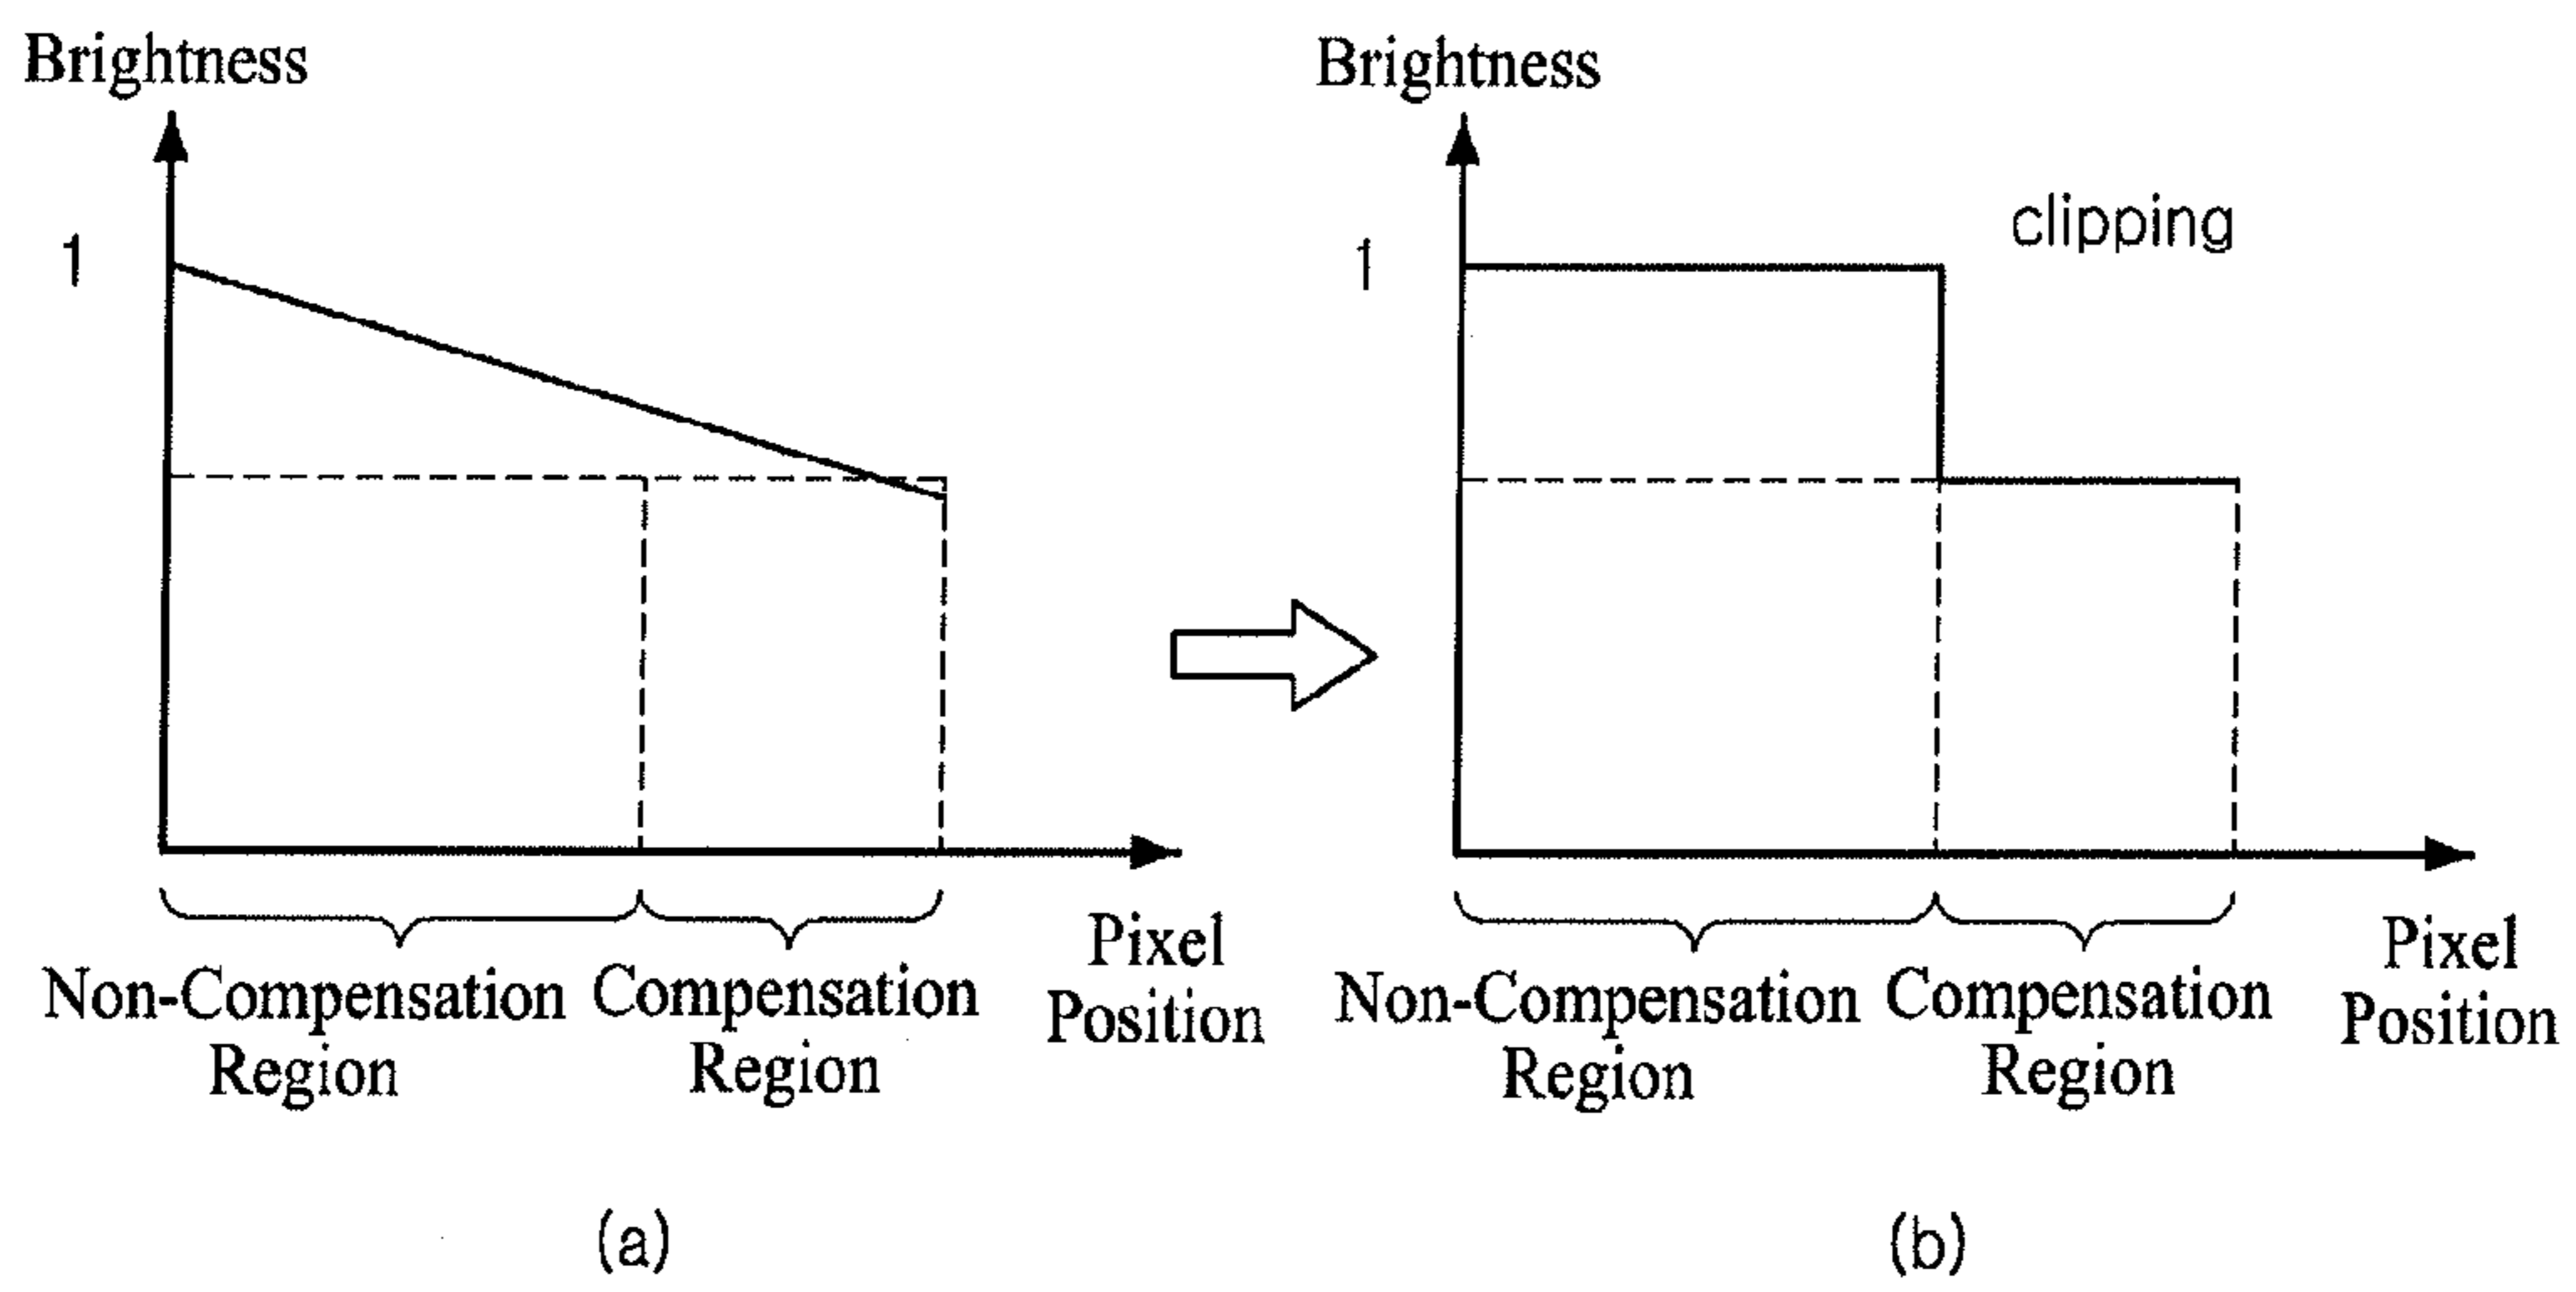 Brightness
1
Non-Compensation
Region
Compensation
Region
Pixel
Position
(a)
Brightness
1
clipping
Non-Compensation
Region
Compensation
Region
Pixel
Position
(b)